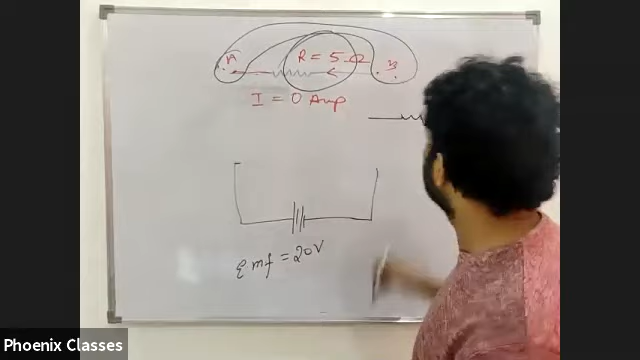 A R = 5 Ω B
I = 0 Amp
Emf = 20V
Phoenix Classes